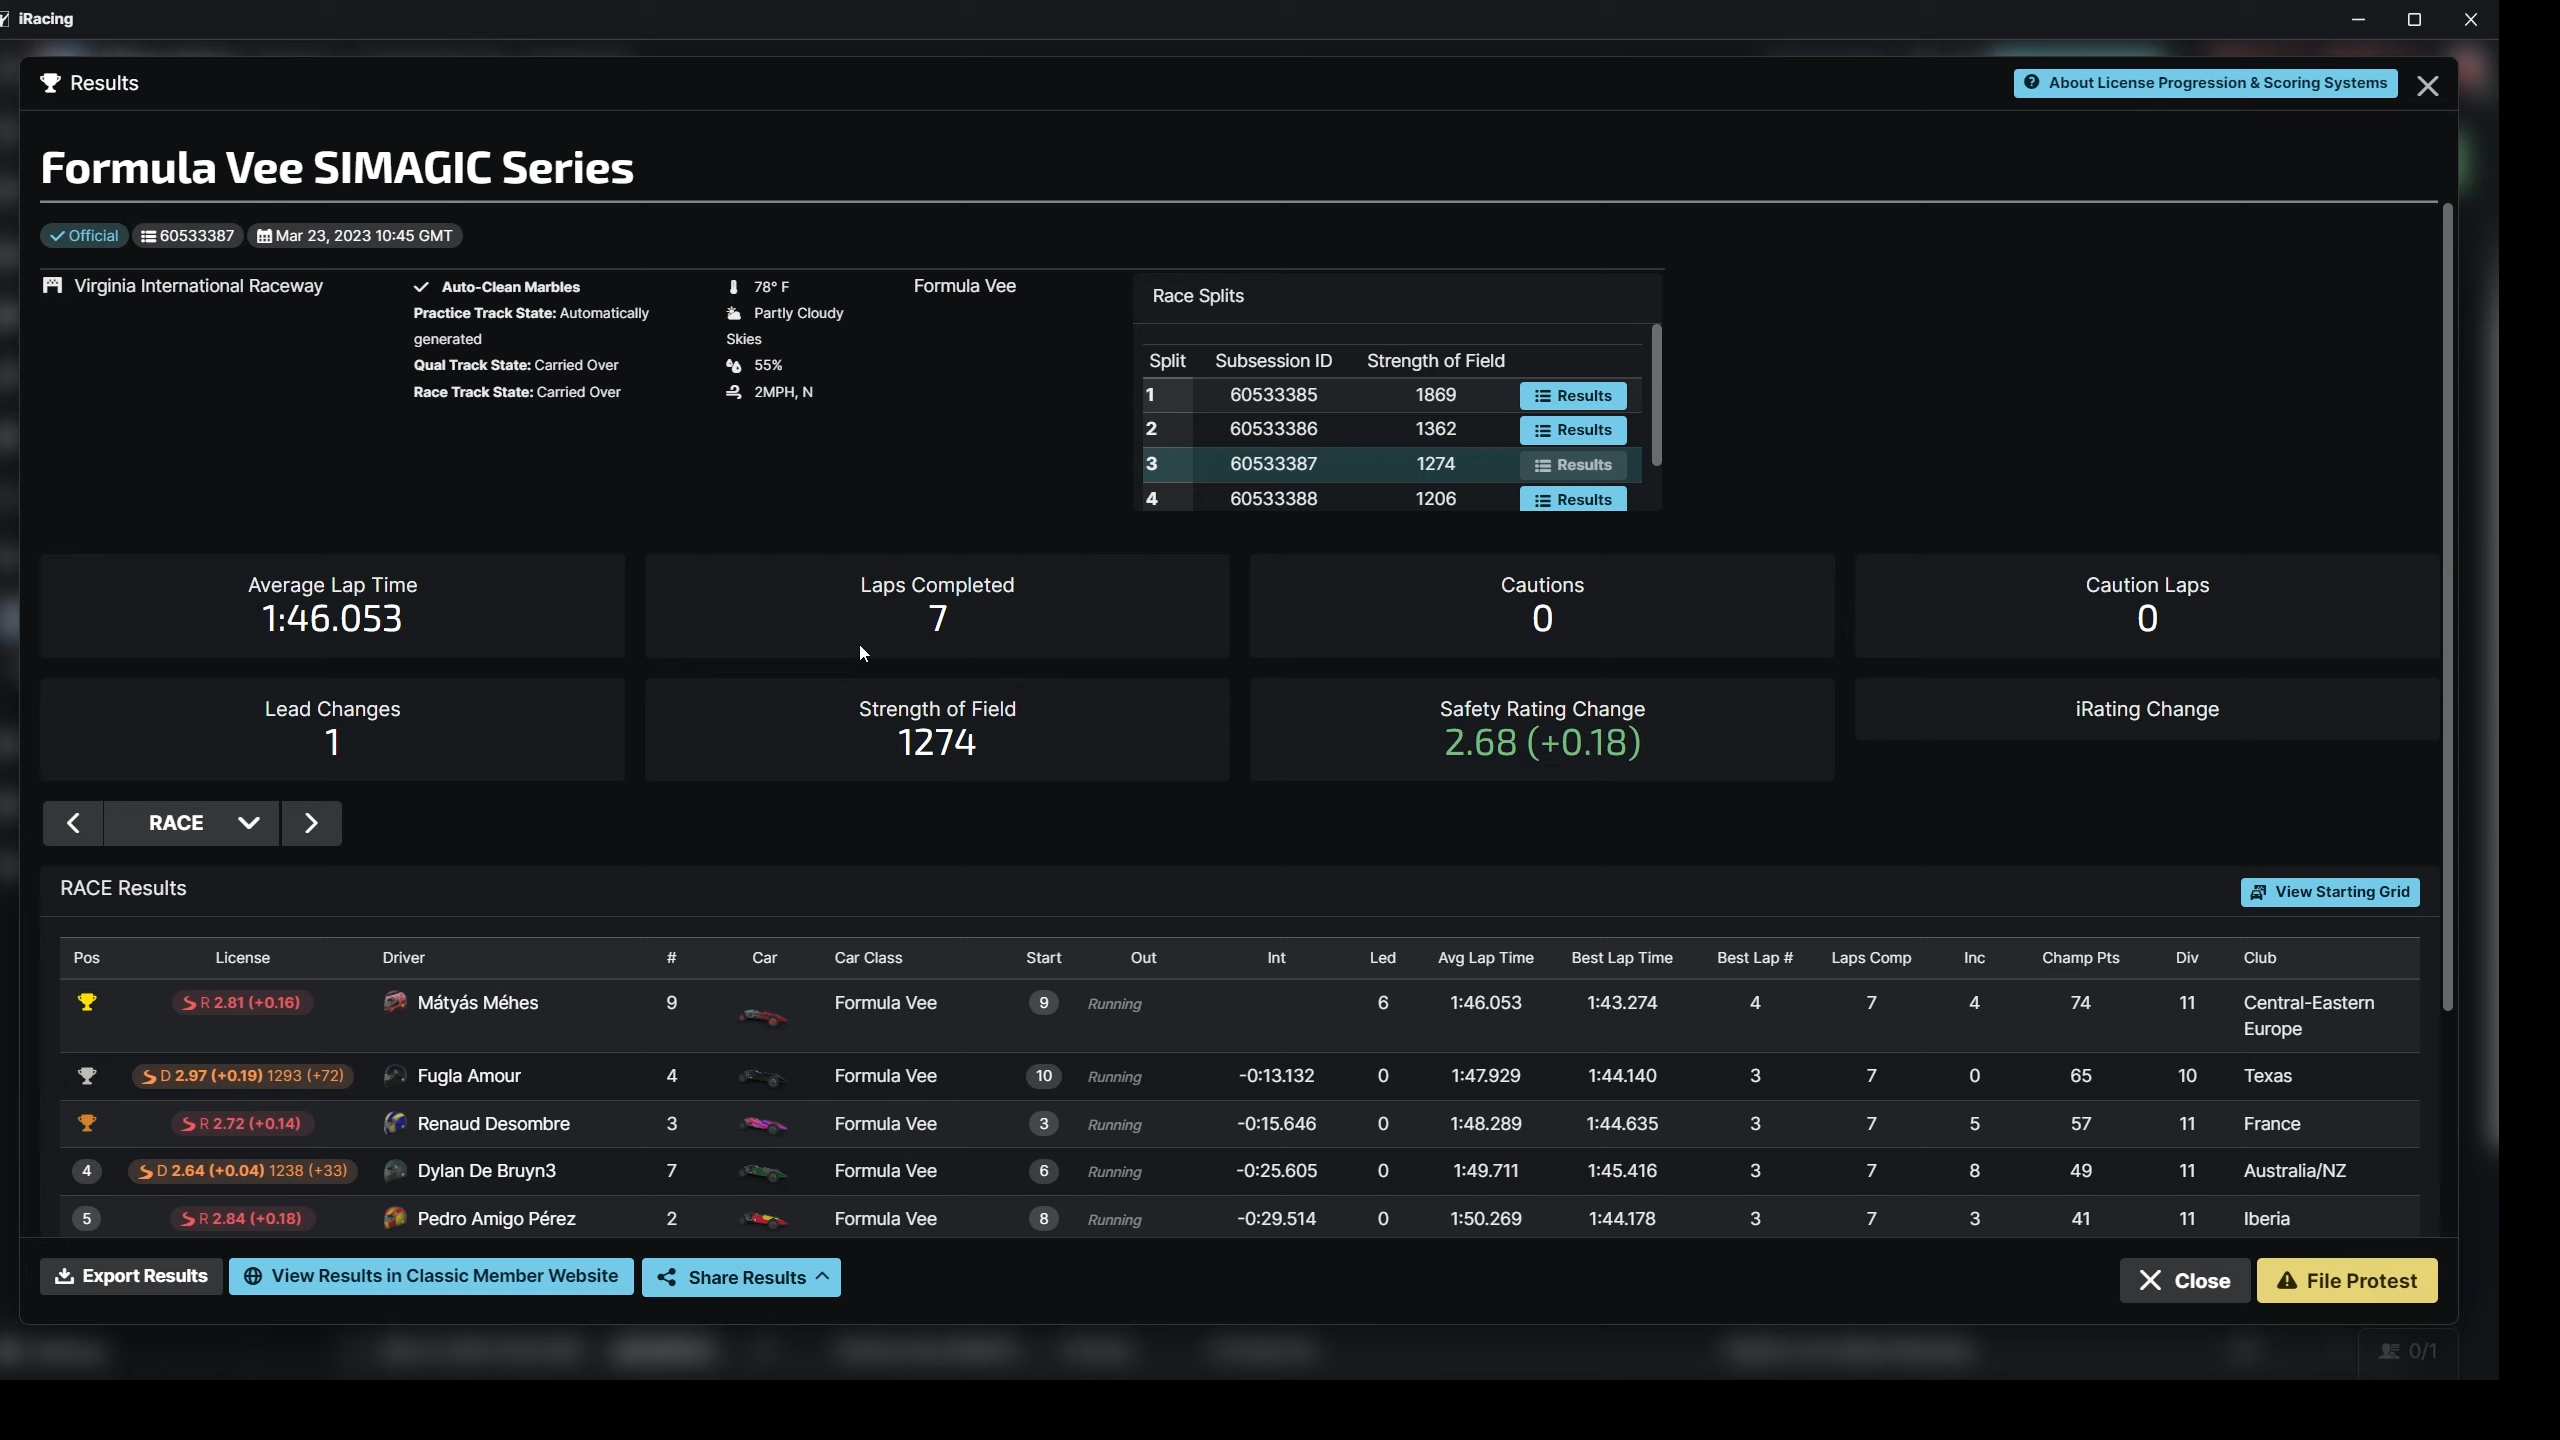 iRacing
Results
About License Progression & Scoring Systems
Formula Vee SIMAGIC Series
Official 60533387 Mar 23, 2023 10:45 GMT
Virginia International Raceway
Auto-Clean Marbles
Practice Track State: Automatically
generated
Qual Track State: Carried Over
Race Track State: Carried Over
78° F
Partly Cloudy
Skies
55%
2MPH, N
Formula Vee
Race Splits
Split Subsession ID Strength of Field
1 60533385 1869 Results
2 60533386 1362 Results
3 60533387 1274 Results
4 60533388 1206 Results
Average Lap Time
1:46.053
Laps Completed
7
Cautions
0
Caution Laps
0
Lead Changes
1
Strength of Field
1274
Safety Rating Change
2.68 (+0.18)
iRating Change
RACE
RACE Results
View Starting Grid
Pos License Driver # Car Car Class Start Out Int Led Avg Lap Time Best Lap Time Best Lap # Laps Comp Inc Champ Pts Div Club
R 2.81 (+0.16) Mátyás Méhes 9 Formula Vee 9 Running 6 1:46.053 1:43.274 4 7 4 74 11 Central-Eastern
Europe
D 2.97 (+0.19) 1293 (+72) Fugla Amour 4 Formula Vee 10 Running -0:13.132 0 1:47.929 1:44.140 3 7 0 65 10 Texas
R 2.72 (+0.14) Renaud Desombre 3 Formula Vee 3 Running -0:15.646 0 1:48.289 1:44.635 3 7 5 57 11 France
4 D 2.64 (+0.04) 1238 (+33) Dylan De Bruyn3 7 Formula Vee 6 Running -0:25.605 0 1:49.711 1:45.416 3 7 8 49 11 Australia/NZ
5 R 2.84 (+0.18) Pedro Amigo Pérez 2 Formula Vee 8 Running -0:29.514 0 1:50.269 1:44.178 3 7 3 41 11 Iberia
Export Results View Results in Classic Member Website Share Results Close File Protest
0/1